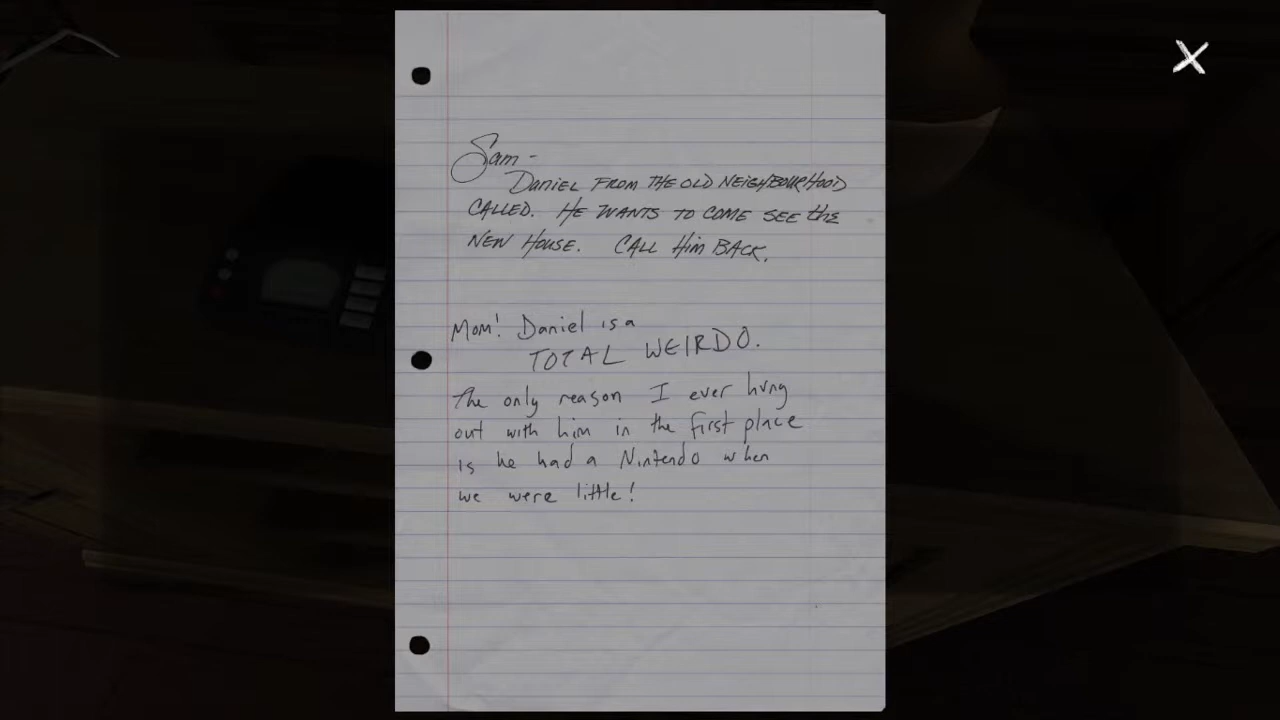 Sam -
DANIEL FROM THE OLD NEIGHBOURHOOD
CALLED. HE WANTS TO COME SEE the
NEW HOUSE. CALL HIM BACK.
Mom! Daniel is a
TOTAL WEIRDO.
The only reason I ever hung
out with him in the first place
is he had a Nintendo when
we were little!